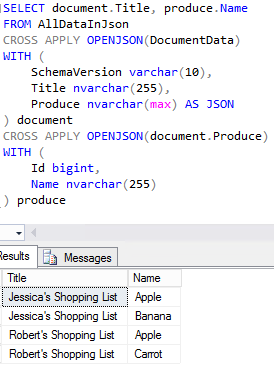 SELECT document.Title, produce.Name
FROM AllDataInJson
CROSS APPLY OPENJSON(DocumentData)
WITH (
    SchemaVersion varchar(10),
    Title nvarchar(255),
    Produce nvarchar(max) AS JSON
) document
CROSS APPLY OPENJSON(document.Produce)
WITH (
    Id bigint,
    Name nvarchar(255)
) produce
Results Messages
Title Name
Jessica's Shopping List Apple
Jessica's Shopping List Banana
Robert's Shopping List Apple
Robert's Shopping List Carrot